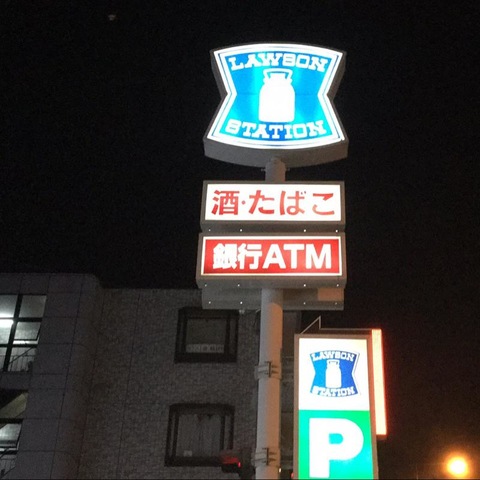 LAWSON
STATION
酒・たばこ
銀行ATM
LAWSON
STATION
P